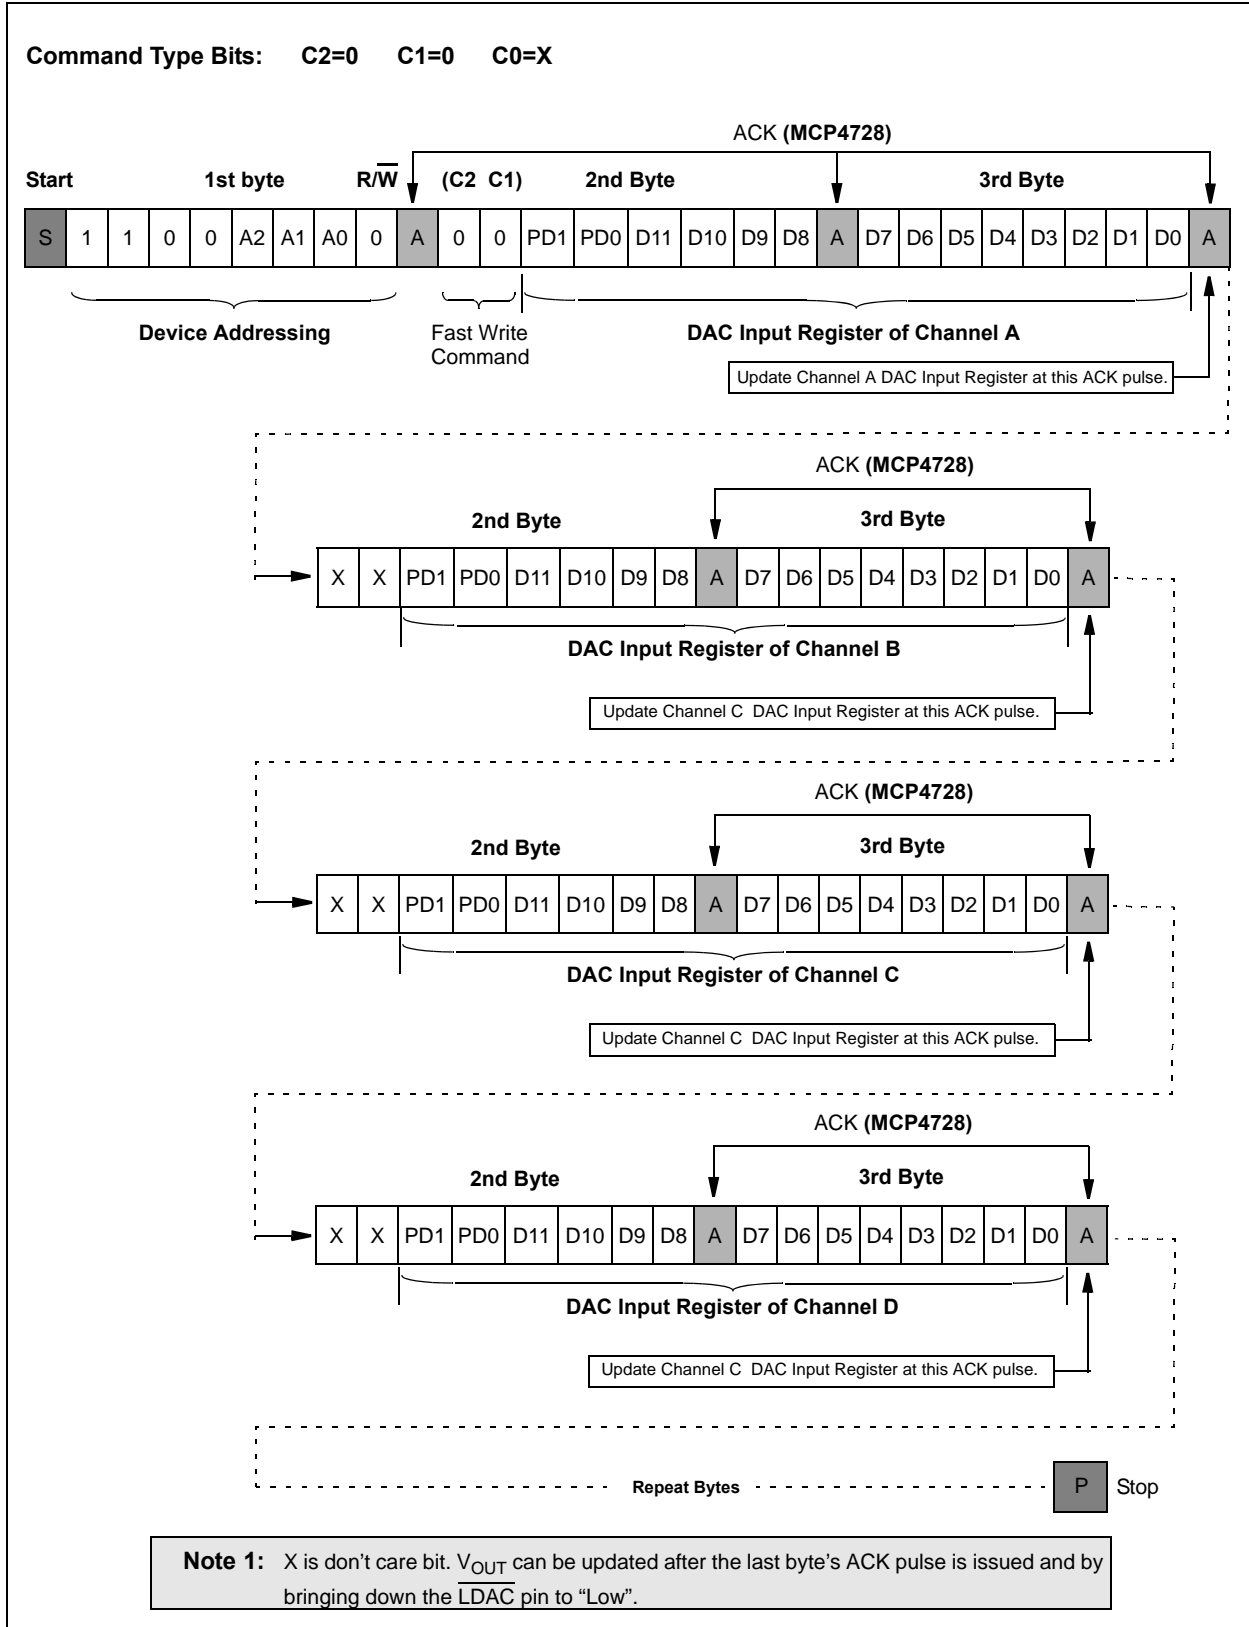 Command Type Bits: C2=0 C1=0 C0=X
ACK (MCP4728)
Start 1st byte R/W (C2 C1) 2nd Byte 3rd Byte
S 1 1 0 0 A2 A1 A0 0 A 0 0 PD1 PD0 D11 D10 D9 D8 A D7 D6 D5 D4 D3 D2 D1 D0 A
Device Addressing Fast Write DAC Input Register of Channel A
Command
Update Channel A DAC Input Register at this ACK pulse.
ACK (MCP4728)
2nd Byte 3rd Byte
X X PD1 PD0 D11 D10 D9 D8 A D7 D6 D5 D4 D3 D2 D1 D0 A
DAC Input Register of Channel B
Update Channel C DAC Input Register at this ACK pulse.
ACK (MCP4728)
2nd Byte 3rd Byte
X X PD1 PD0 D11 D10 D9 D8 A D7 D6 D5 D4 D3 D2 D1 D0 A
DAC Input Register of Channel C
Update Channel C DAC Input Register at this ACK pulse.
ACK (MCP4728)
2nd Byte 3rd Byte
X X PD1 PD0 D11 D10 D9 D8 A D7 D6 D5 D4 D3 D2 D1 D0 A
DAC Input Register of Channel D
Update Channel C DAC Input Register at this ACK pulse.
Repeat Bytes P Stop
Note 1: X is don't care bit. VOUT can be updated after the last byte's ACK pulse is issued and by
bringing down the LDAC pin to “Low”.